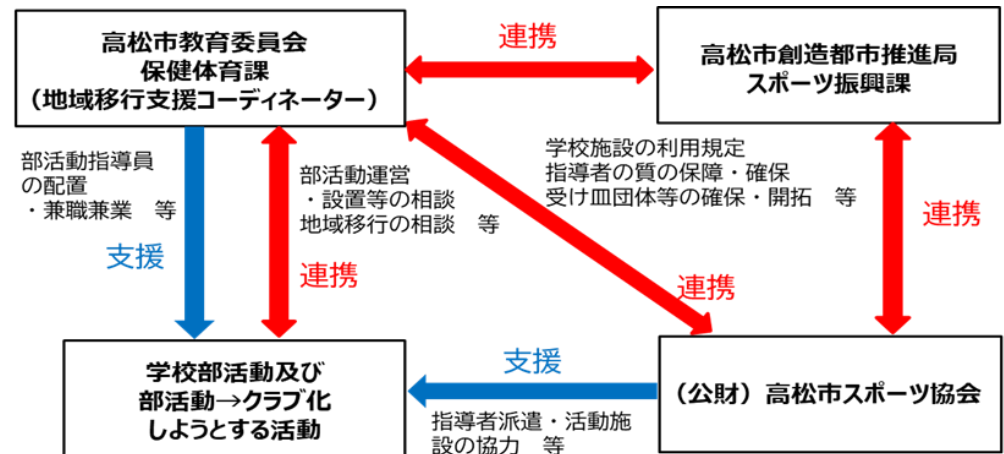 高松市教育委員会
保健体育課
（地域移行支援コーディネーター）
連携
高松市創造都市推進局
スポーツ振興課
部活動指導員
の配置
・兼職兼業　等
支援
部活動運営
・設置等の相談
地域移行の相談　等
連携
学校施設の利用規定
指導者の質の保障・確保
受け皿団体等の確保・開拓　等
連携
連携
学校部活動及び
部活動→クラブ化
しようとする活動
支援
指導者派遣・活動施
設の協力　等
（公財）高松市スポーツ協会